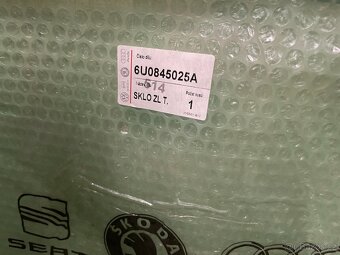 Číslo dílu
6U0845025A
514
SKLO ZL T.
1
SEAT
ŠKODA